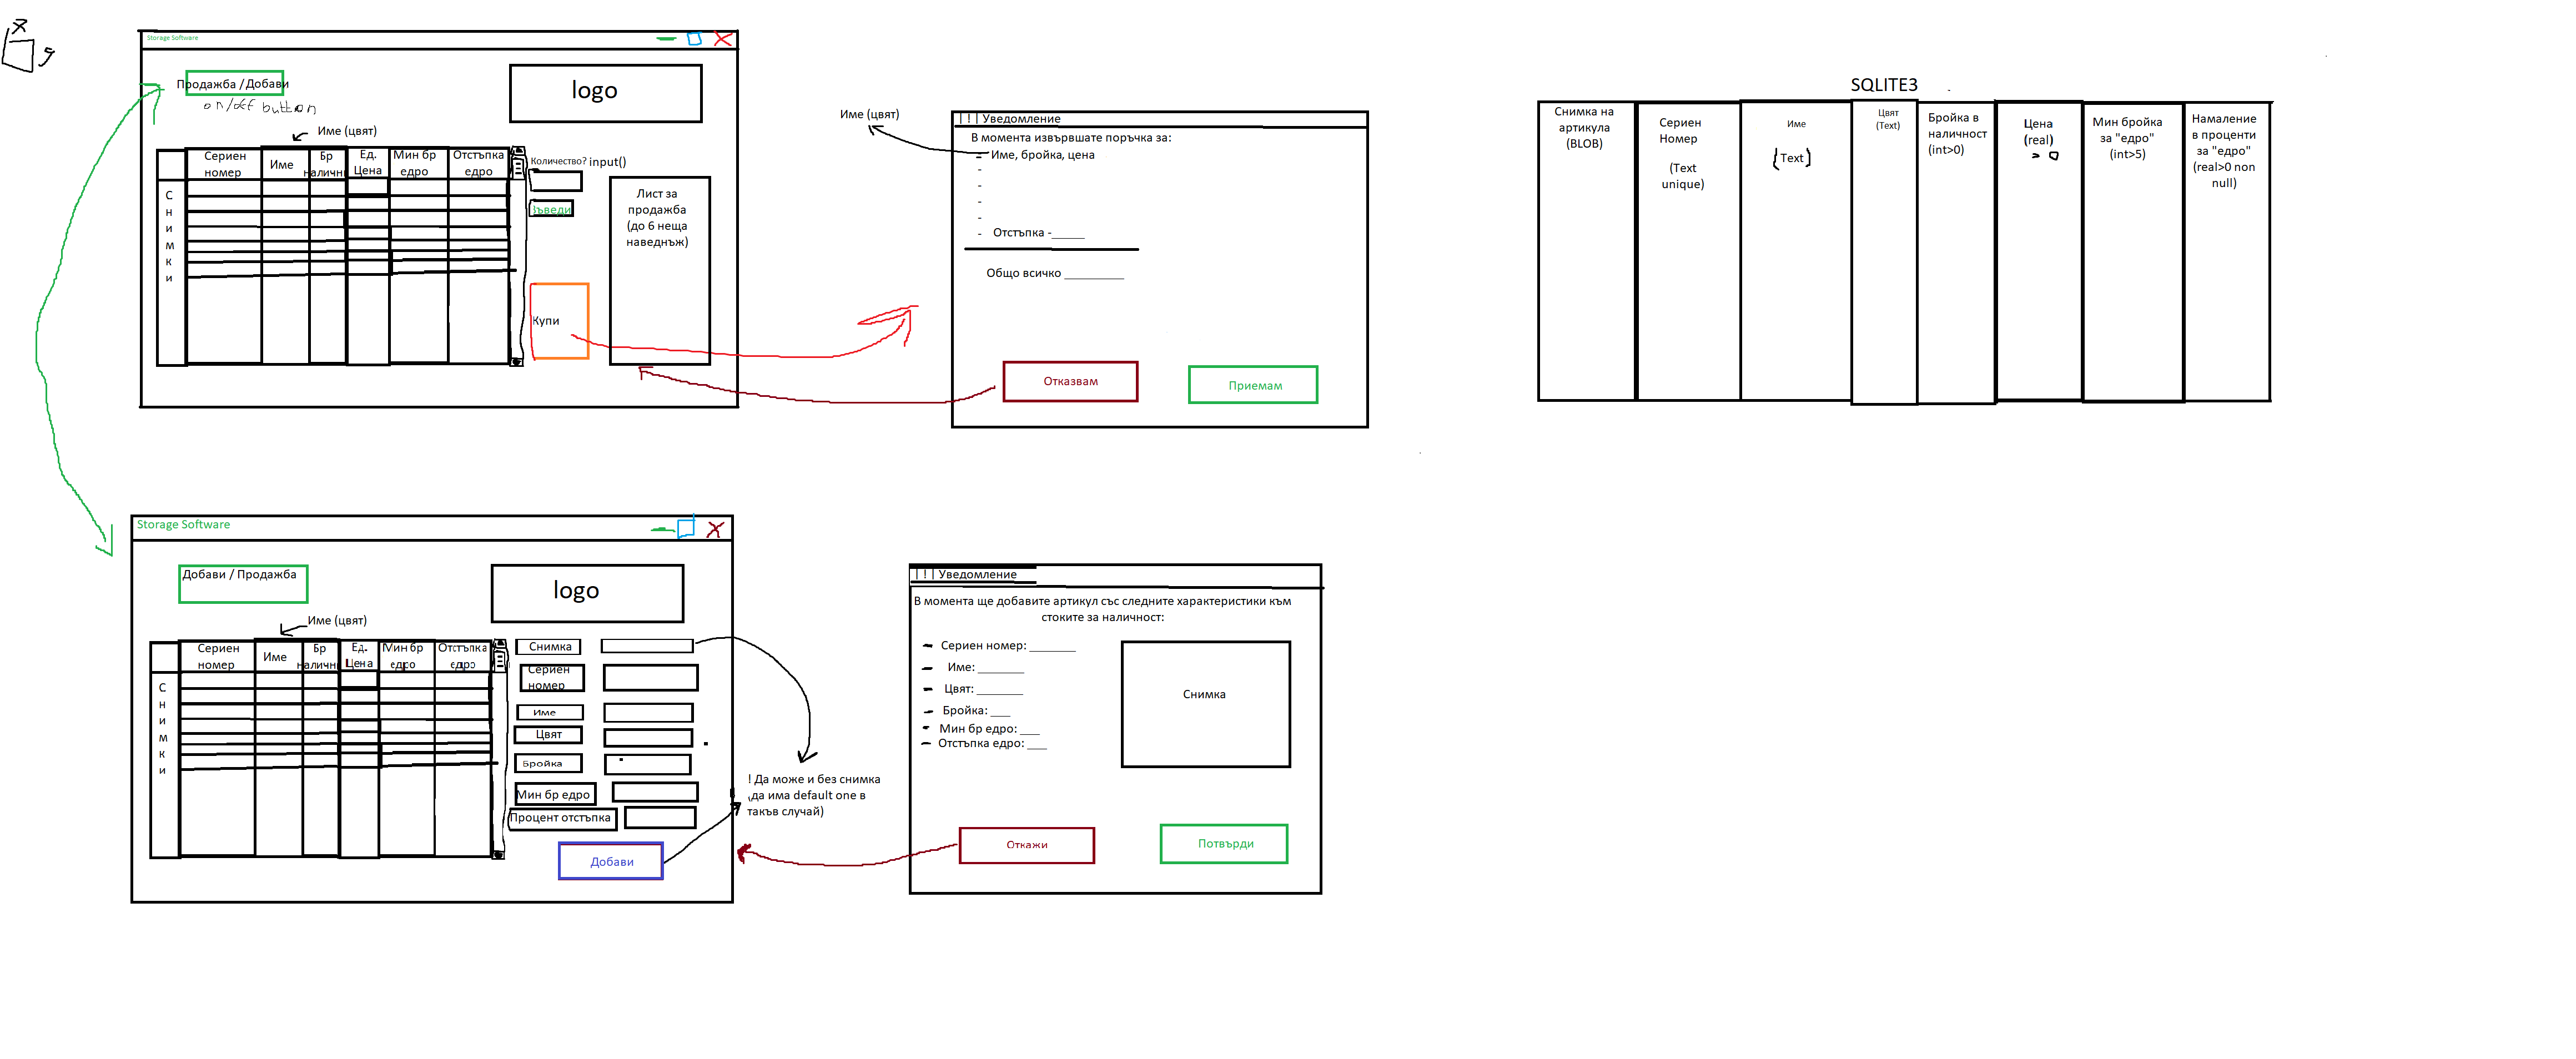 x
y
Storage Software
Продажба / Добави
on/off button
logo
Име (цвят)
Сериен
номер
Име
Бр
наличн
Ед.
Цена
Мин бр
едро
Отстъпка
едро
С
н
и
м
к
и
Количество? input()
Въведи
Купи
Лист за
продажба
(до 6 неща
наведнъж)
Име (цвят)
| ! | Уведомление
В момента извървшате поръчка за:
- Име, бройка, цена
-
-
-
-
- Отстъпка -_____
Общо всичко _________
Отказвам
Приемам
SQLITE3
Снимка на
артикула
(BLOB)
Сериен
Номер
(Text
unique)
Име
(Text)
Цвят
(Text)
Бройка в
наличност
(int>0)
Цена
(real)
Мин бройка
за "едро"
(int>5)
Намаление
в проценти
за "едро"
(real>0 non
null)
Storage Software
Добави / Продажба
logo
Име (цвят)
Сериен
номер
Име
Бр
наличн
Ед.
Цена
Мин бр
едро
Отстъпка
едро
С
н
и
м
к
и
Снимка
Сериен
номер
Име
Цвят
Бройка
Мин бр едро
Процент отстъпка
Добави
! Да може и без снимка
(да има default one в
такъв случай)
| ! | Уведомление
В момента ще добавите артикул със следните характеристики към
стоките за наличност:
- Сериен номер: _______
- Име: _______
- Цвят: _______
- Бройка: ___
- Мин бр едро: ___
- Отстъпка едро: ___
Снимка
Откажи
Потвърди